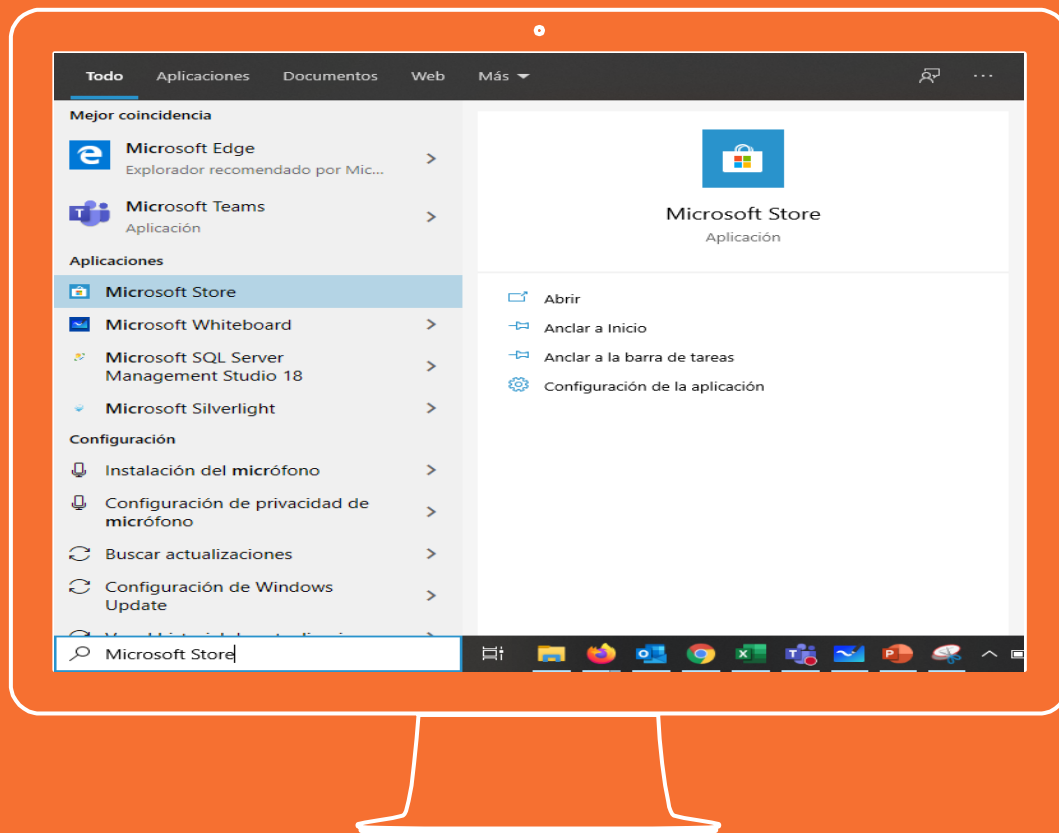 Todo Aplicaciones Documentos Web Más
Mejor coincidencia
Microsoft Edge
Explorador recomendado por Mic...
Microsoft Teams
Aplicación
Aplicaciones
Microsoft Store
Microsoft Whiteboard
Microsoft SQL Server
Management Studio 18
Microsoft Silverlight
Configuración
Instalación del micrófono
Configuración de privacidad de
micrófono
Buscar actualizaciones
Configuración de Windows
Update
Microsoft Store
Microsoft Store
Aplicación
Abrir
Anclar a Inicio
Anclar a la barra de tareas
Configuración de la aplicación